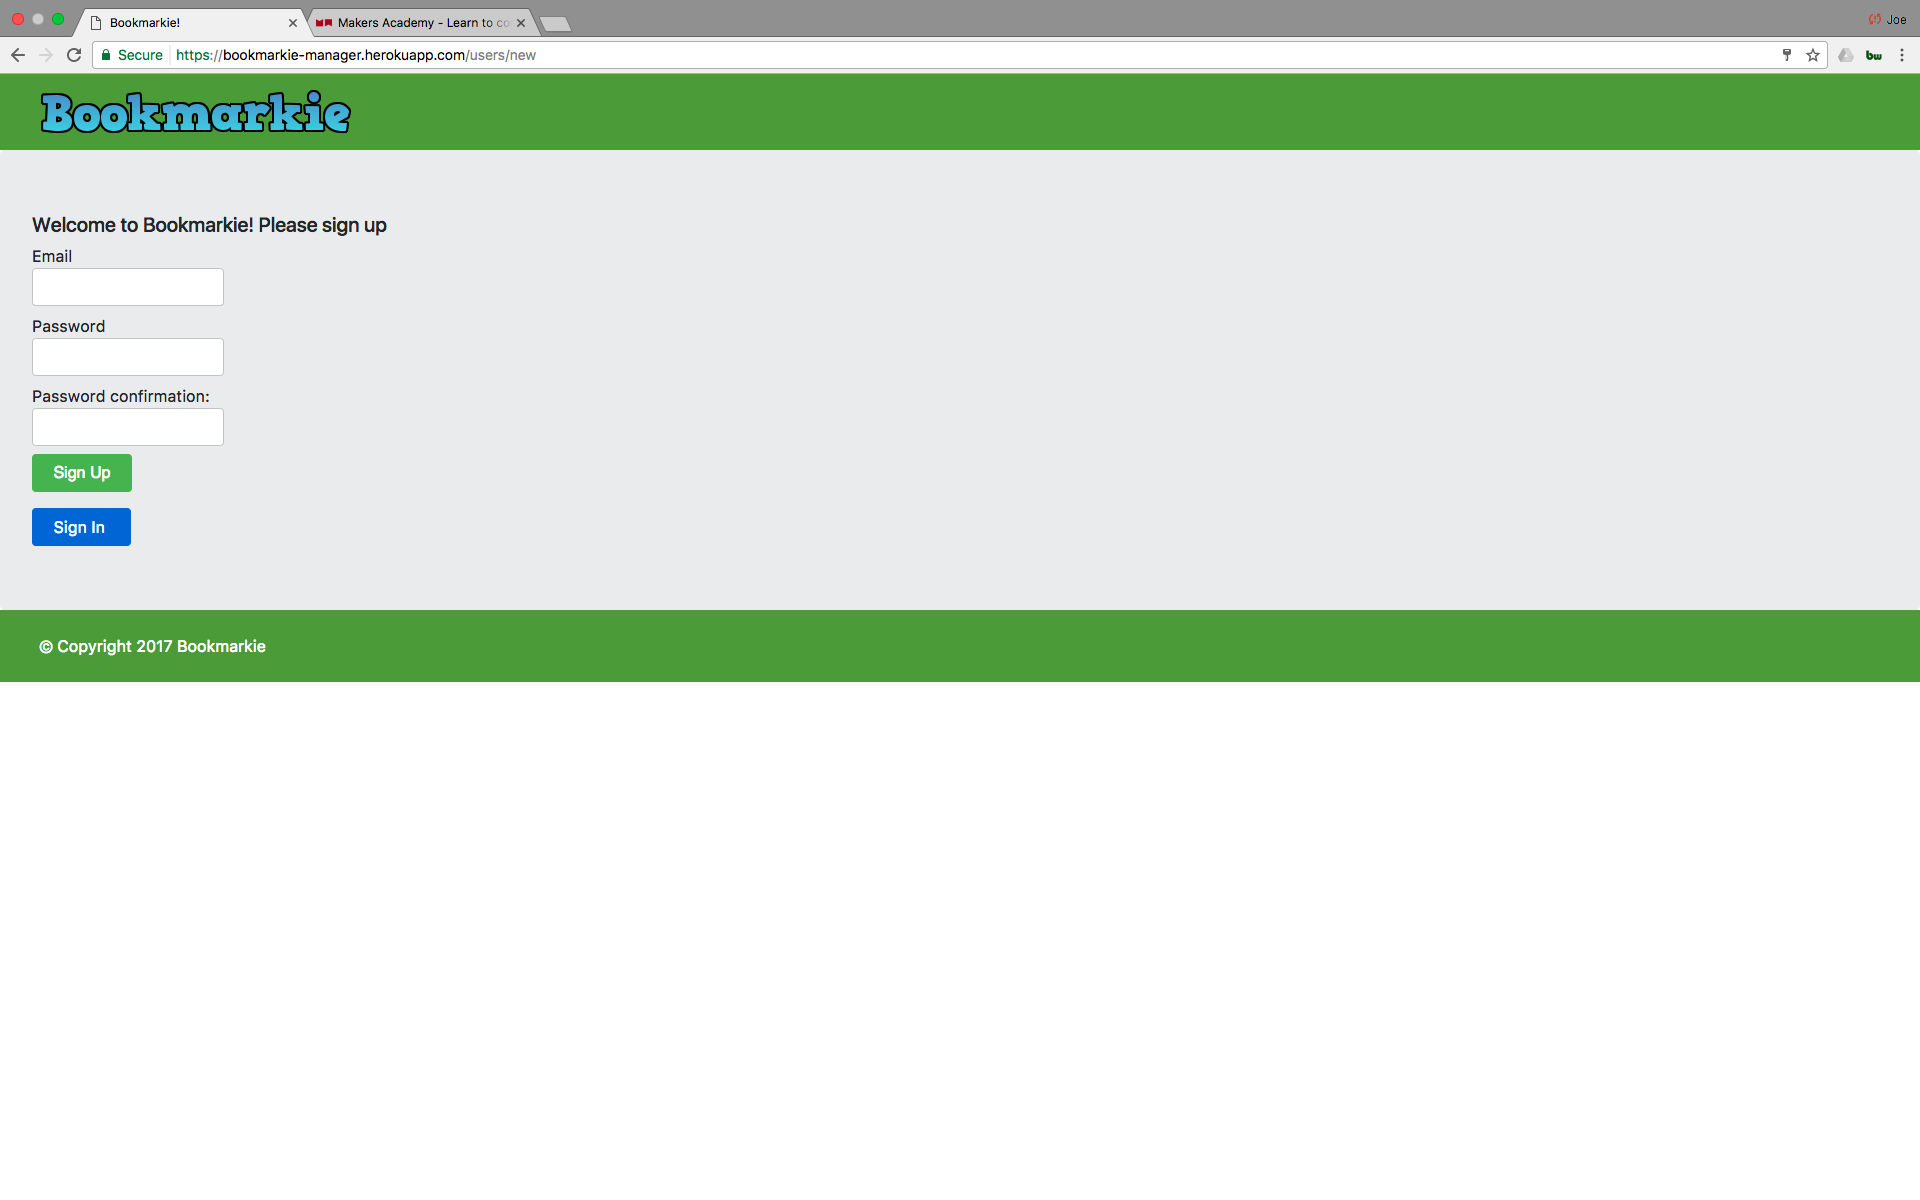 Bookmarkie!
Makers Academy - Learn to
Joe
Secure
https://bookmarkie-manager.herokuapp.com/users/new
bw
Bookmarkie
Welcome to Bookmarkie! Please sign up
Email
Password
Password confirmation:
Sign Up
Sign In
© Copyright 2017 Bookmarkie